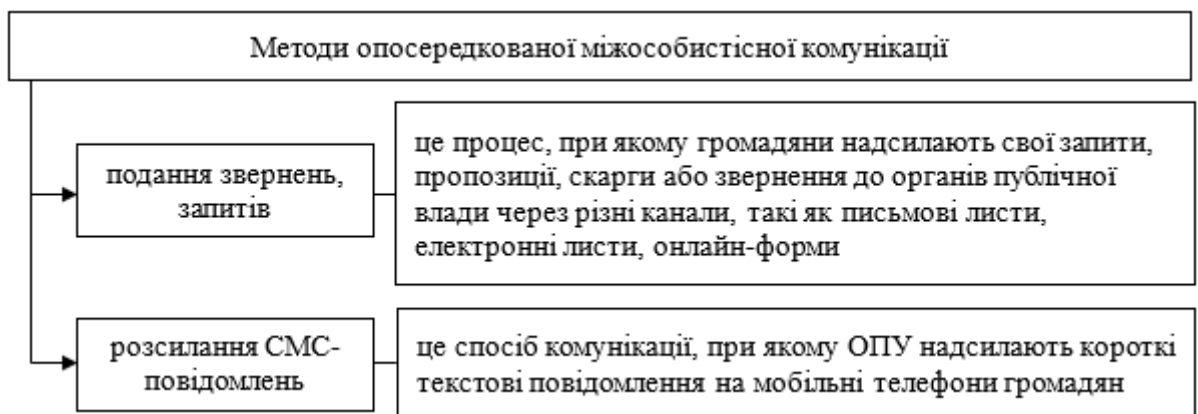 Методи опосередкованої міжособистісної комунікації
подання звернень,
запитів
це процес, при якому громадяни надсилають свої запити,
пропозиції, скарги або звернення до органів публічної
влади через різні канали, такі як письмові листи,
електронні листи, онлайн-форми
розсилання СМС-
повідомлень
це спосіб комунікації, при якому ОПУ надсилають короткі
текстові повідомлення на мобільні телефони громадян